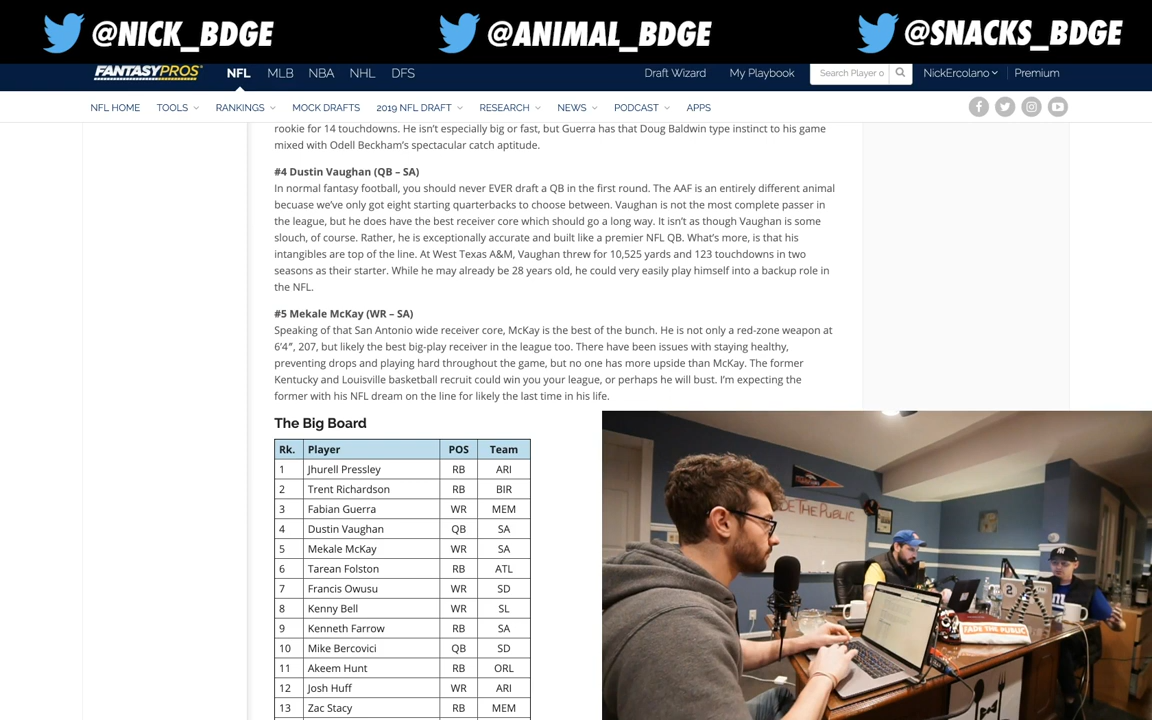 @NICK_BDGE @ANIMAL_BDGE @SNACKS_BDGE
FANTASYPROS NFL MLB NBA NHL DFS Draft Wizard My Playbook Search Player o NickErcolano Premium
NFL HOME TOOLS RANKINGS MOCK DRAFTS 2019 NFL DRAFT RESEARCH NEWS PODCAST APPS
rookie for 14 touchdowns. He isn't especially big or fast, but Guerra has that Doug Baldwin type instinct to his game
mixed with Odell Beckham's spectacular catch aptitude.
#4 Dustin Vaughan (QB – SA)
In normal fantasy football, you should never EVER draft a QB in the first round. The AAF is an entirely different animal
becuase we've only got eight starting quarterbacks to choose between. Vaughan is not the most complete passer in
the league, but he does have the best receiver core which should go a long way. It isn't as though Vaughan is some
slouch, of course. Rather, he is exceptionally accurate and built like a premier NFL QB. What's more, is that his
intangibles are top of the line. At West Texas A&M, Vaughan threw for 10,525 yards and 123 touchdowns in two
seasons as their starter. While he may already be 28 years old, he could very easily play himself into a backup role in
the NFL.
#5 Mekale McKay (WR – SA)
Speaking of that San Antonio wide receiver core, McKay is the best of the bunch. He is not only a red-zone weapon at
6'4″, 207, but likely the best big-play receiver in the league too. There have been issues with staying healthy,
preventing drops and playing hard throughout the game, but no one has more upside than McKay. The former
Kentucky and Louisville basketball recruit could win you your league, or perhaps he will bust. I'm expecting the
former with his NFL dream on the line for likely the last time in his life.
The Big Board
Rk. Player POS Team
1 Jhurell Pressley RB ARI
2 Trent Richardson RB BIR
3 Fabian Guerra WR MEM
4 Dustin Vaughan QB SA
5 Mekale McKay WR SA
6 Tarean Folston RB ATL
7 Francis Owusu WR SD
8 Kenny Bell WR SL
9 Kenneth Farrow RB SA
10 Mike Bercovici QB SD
11 Akeem Hunt RB ORL
12 Josh Huff WR ARI
13 Zac Stacy RB MEM
DE THE PUBLIC
FADE THE PUBLIC